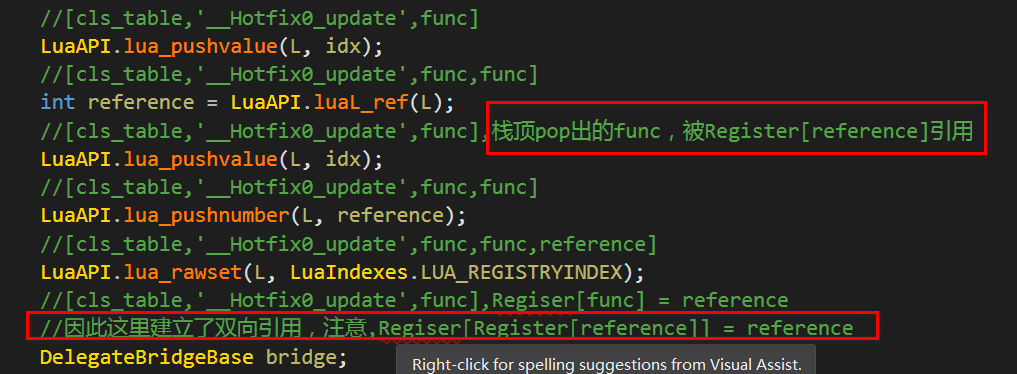 //[cls_table,'__Hotfix0_update',func]
LuaAPI.lua_pushvalue(L, idx);
//[cls_table,'__Hotfix0_update',func,func]
int reference = LuaAPI.luaL_ref(L);
//[cls_table,'__Hotfix0_update',func],栈顶pop出的func，被Register[reference]引用
LuaAPI.lua_pushvalue(L, idx);
//[cls_table,'__Hotfix0_update',func,func]
LuaAPI.lua_pushnumber(L, reference);
//[cls_table,'__Hotfix0_update',func,func,reference]
LuaAPI.lua_rawset(L, LuaIndexes.LUA_REGISTRYINDEX);
//[cls_table,'__Hotfix0_update',func],Regiser[func] = reference
//因此这里建立了双向引用，注意,Regiser[Register[reference]] = reference
DelegateBridgeBase bridge;
Right-click for spelling suggestions from Visual Assist.